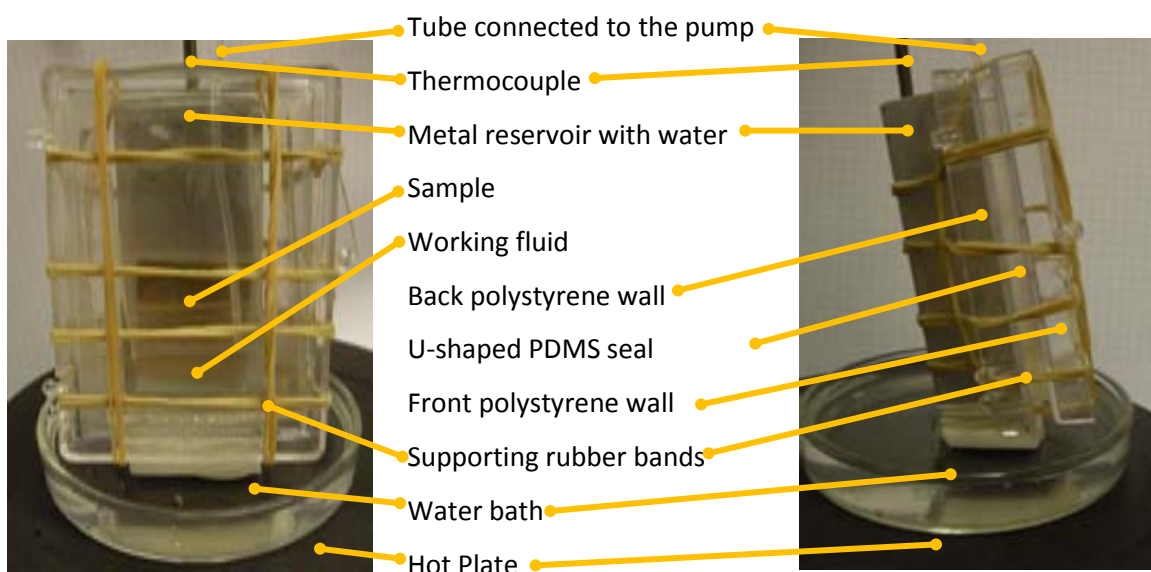 Tube connected to the pump
Thermocouple
Metal reservoir with water
Sample
Working fluid
Back polystyrene wall
U-shaped PDMS seal
Front polystyrene wall
Supporting rubber bands
Water bath
Hot Plate